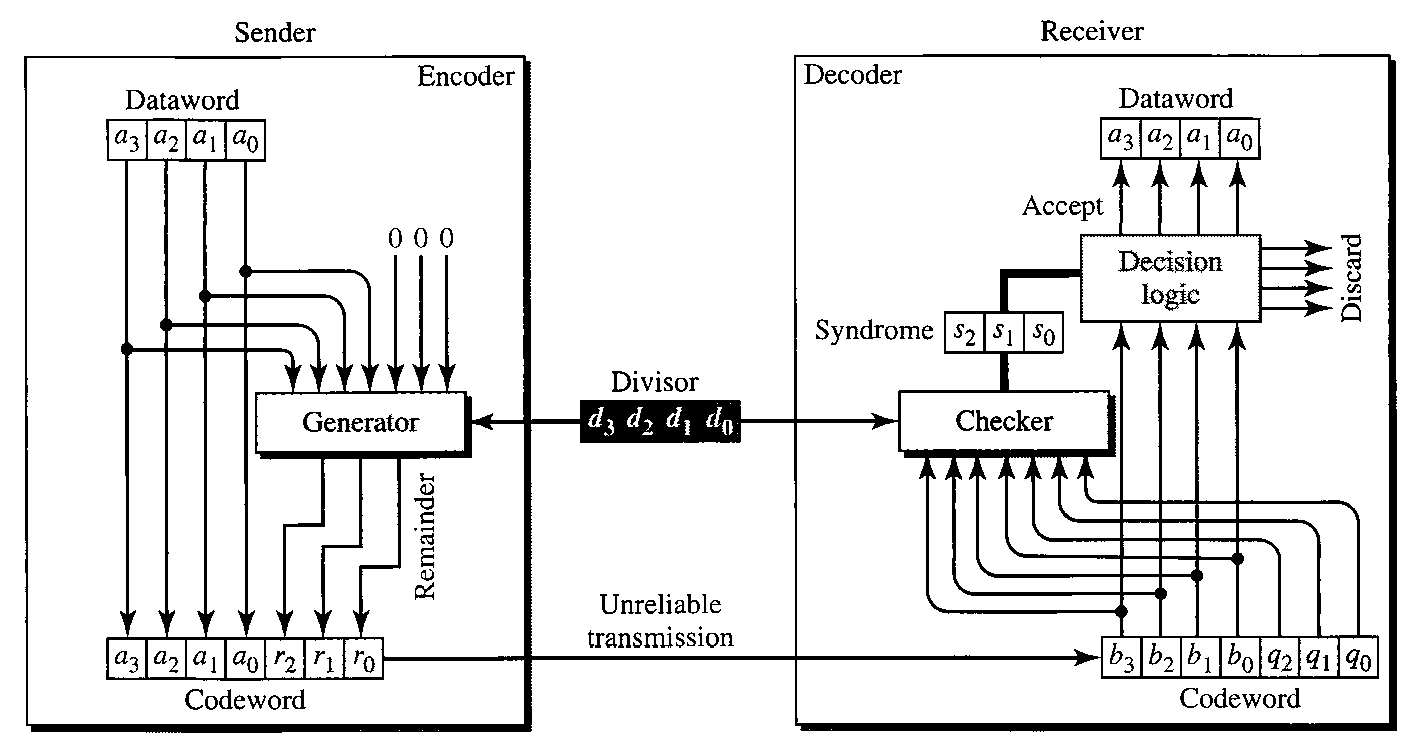 Sender
Encoder
Dataword
a3 a2 a1 a0
0 0 0
Generator
Remainder
a3 a2 a1 a0 r2 r1 r0
Codeword
Divisor
d3 d2 d1 d0
Unreliable
transmission
Receiver
Decoder
Dataword
a3 a2 a1 a0
Accept
Decision
logic
Discard
Syndrome
s2 s1 s0
Checker
b3 b2 b1 b0 q2 q1 q0
Codeword